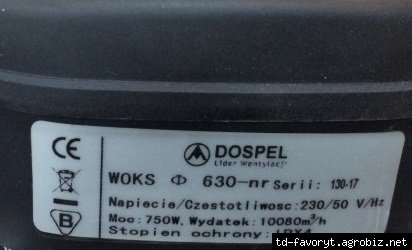 CE
DOSPEL
Lider Wentylacji
WOKS Φ 630-nr Serii: 130-17
Napiecie/Czestotliwosc: 230/50 V/Hz
B
Moc: 750W. Wydatek: 10080m³/h
Stopien ochrony: IPX4
td-favoryt.agrobiz.net